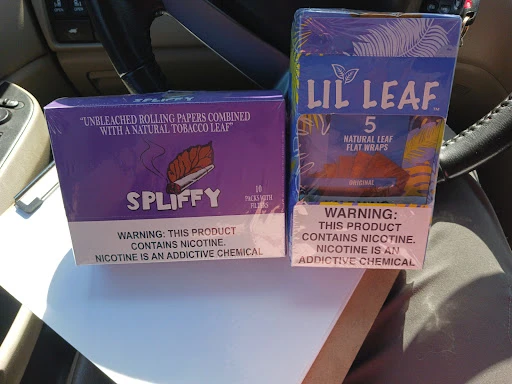 SPLIFFY
"UNBLEACHED ROLLING PAPERS COMBINED
WITH A NATURAL TOBACCO LEAF"
SPLIFFY
10
PACKS WITH
FILTERS
WARNING: THIS PRODUCT
CONTAINS NICOTINE.
NICOTINE IS AN ADDICTIVE CHEMICAL
LIL LEAF
5
NATURAL LEAF
FLAT WRAPS
ORIGINAL
WARNING:
THIS PRODUCT
CONTAINS NICOTINE.
NICOTINE IS AN
ADDICTIVE CHEMICAL